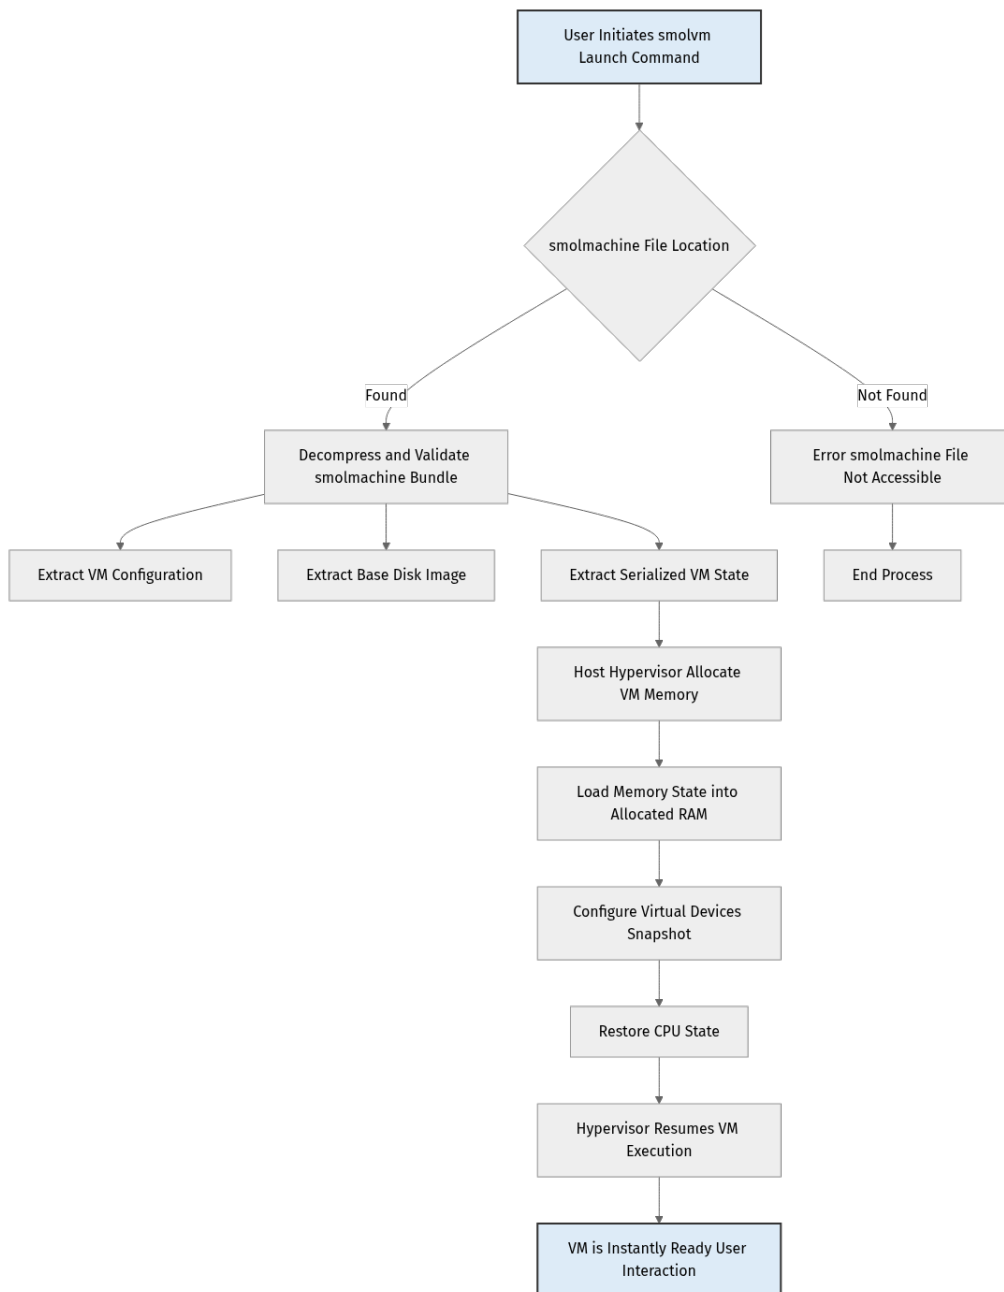 User Initiates smolvm
Launch Command
smolmachine File Location
Found
Not Found
Decompress and Validate
smolmachine Bundle
Error smolmachine File
Not Accessible
Extract VM Configuration
Extract Base Disk Image
Extract Serialized VM State
End Process
Host Hypervisor Allocate
VM Memory
Load Memory State into
Allocated RAM
Configure Virtual Devices
Snapshot
Restore CPU State
Hypervisor Resumes VM
Execution
VM is Instantly Ready User
Interaction